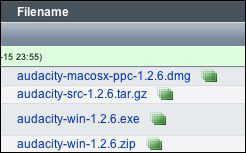 Filename
-15 23:55)
audacity-macosx-ppc-1.2.6.dmg
audacity-src-1.2.6.tar.gz
audacity-win-1.2.6.exe
audacity-win-1.2.6.zip